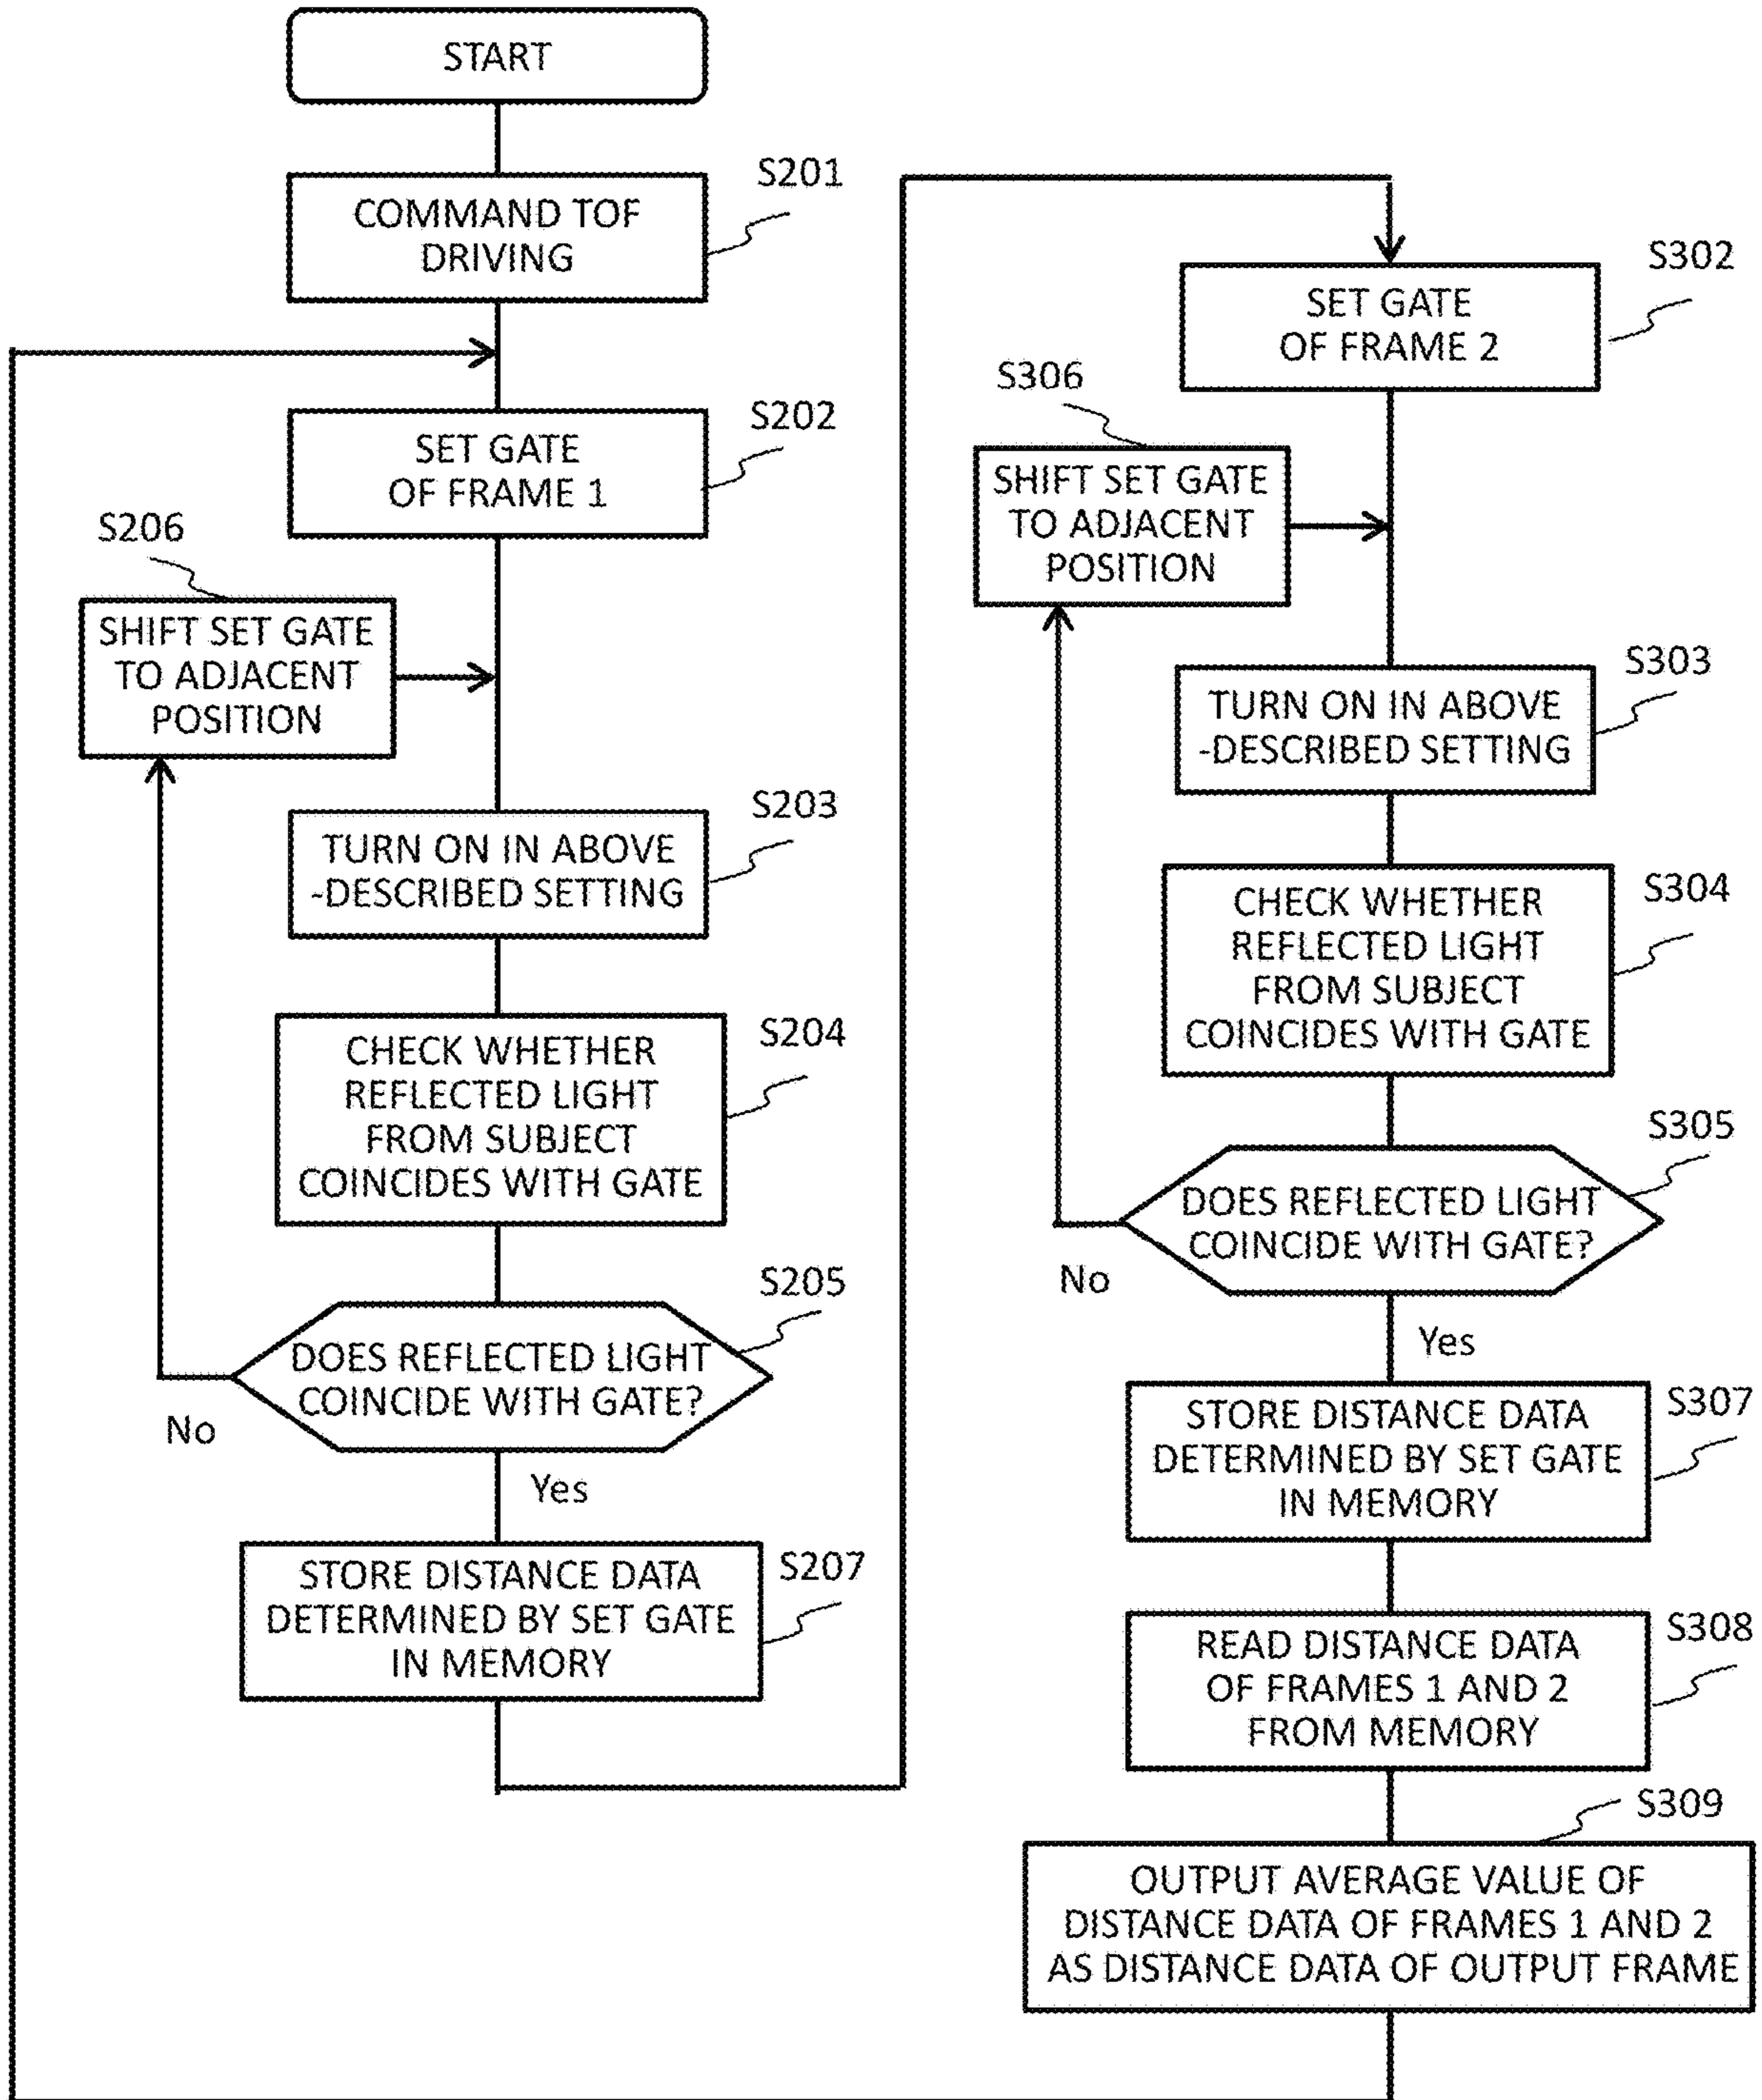 START
S201
COMMAND TOF
DRIVING
S202
SET GATE
OF FRAME 1
S206
SHIFT SET GATE
TO ADJACENT
POSITION
S203
TURN ON IN ABOVE
-DESCRIBED SETTING
S204
CHECK WHETHER
REFLECTED LIGHT
FROM SUBJECT
COINCIDES WITH GATE
S205
DOES REFLECTED LIGHT
COINCIDE WITH GATE?
No
Yes
S207
STORE DISTANCE DATA
DETERMINED BY SET GATE
IN MEMORY
S302
SET GATE
OF FRAME 2
S306
SHIFT SET GATE
TO ADJACENT
POSITION
S303
TURN ON IN ABOVE
-DESCRIBED SETTING
S304
CHECK WHETHER
REFLECTED LIGHT
FROM SUBJECT
COINCIDES WITH GATE
S305
DOES REFLECTED LIGHT
COINCIDE WITH GATE?
No
Yes
S307
STORE DISTANCE DATA
DETERMINED BY SET GATE
IN MEMORY
S308
READ DISTANCE DATA
OF FRAMES 1 AND 2
FROM MEMORY
S309
OUTPUT AVERAGE VALUE OF
DISTANCE DATA OF FRAMES 1 AND 2
AS DISTANCE DATA OF OUTPUT FRAME